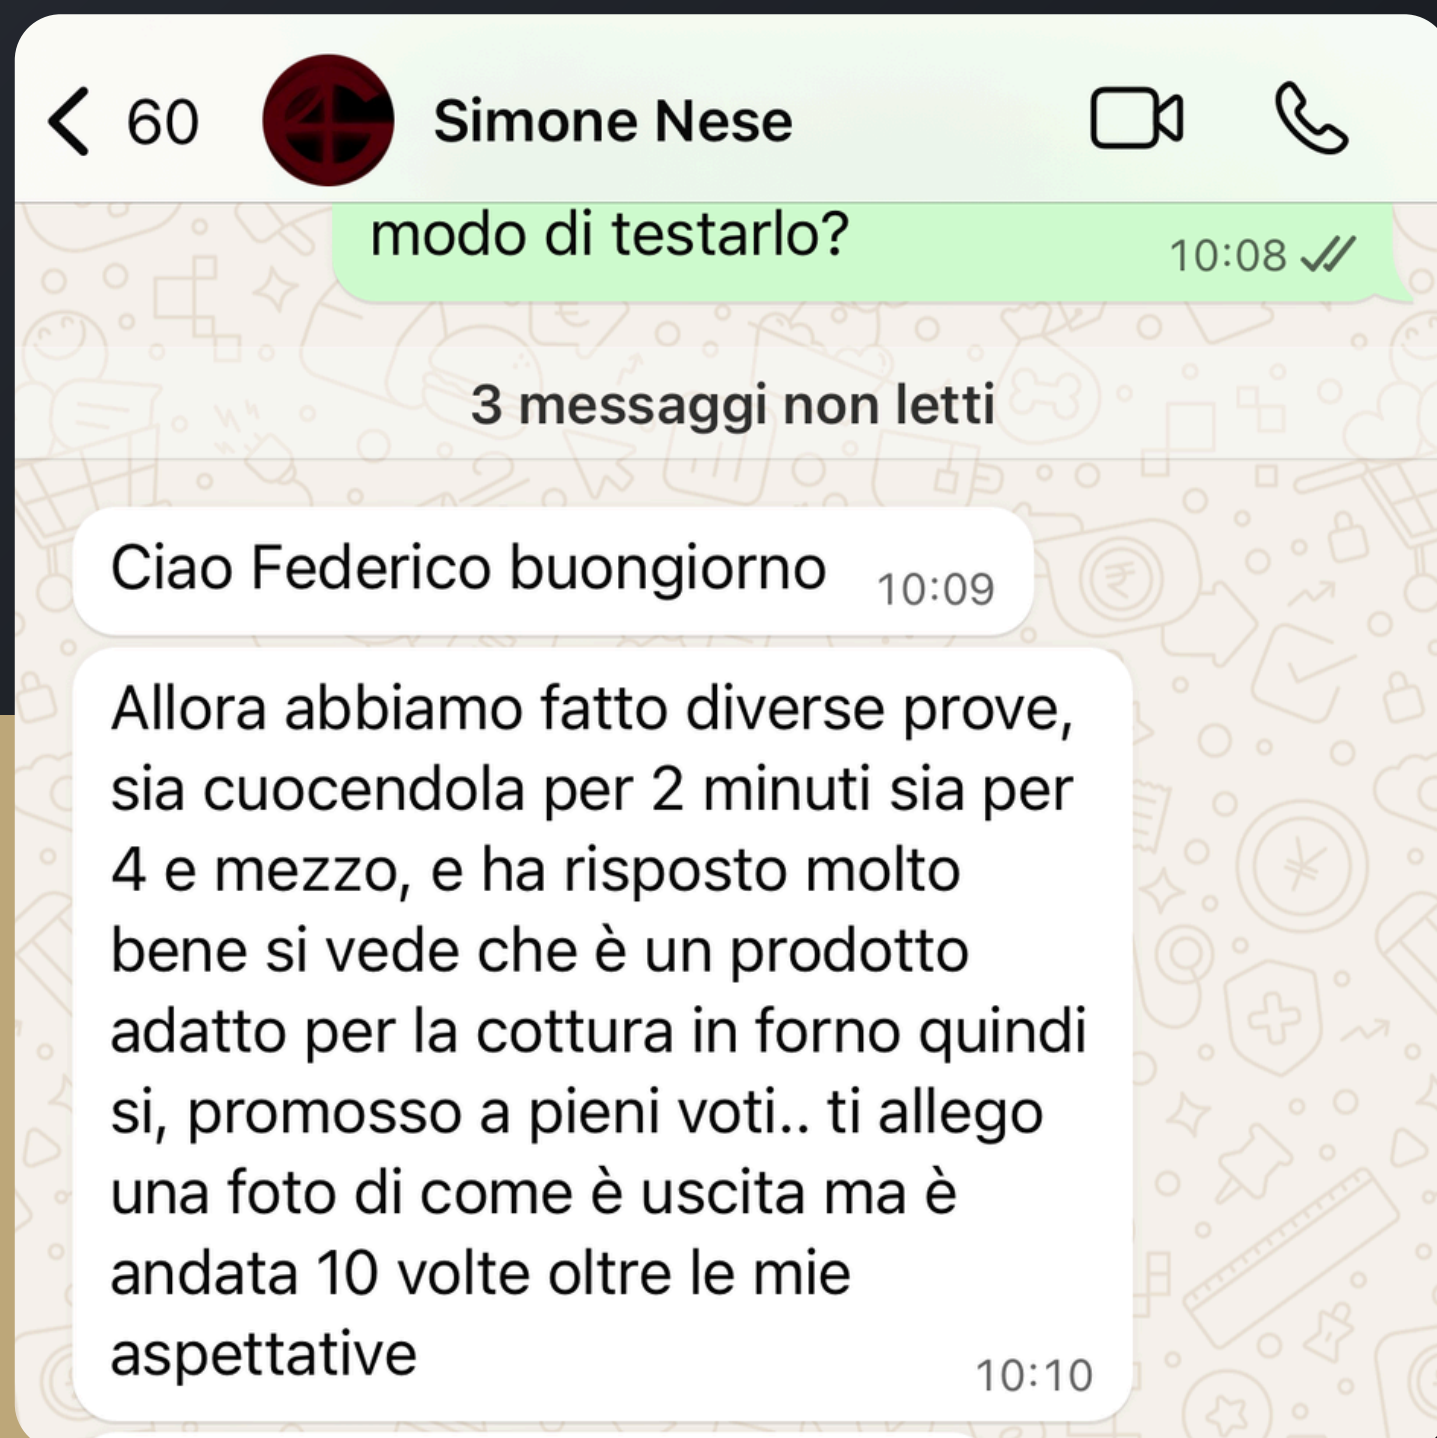 60
Simone Nese
modo di testarlo?
10:08
3 messaggi non letti
Ciao Federico buongiorno
10:09
Allora abbiamo fatto diverse prove,
sia cuocendola per 2 minuti sia per
4 e mezzo, e ha risposto molto
bene si vede che è un prodotto
adatto per la cottura in forno quindi
si, promosso a pieni voti.. ti allego
una foto di come è uscita ma è
andata 10 volte oltre le mie
aspettative
10:10